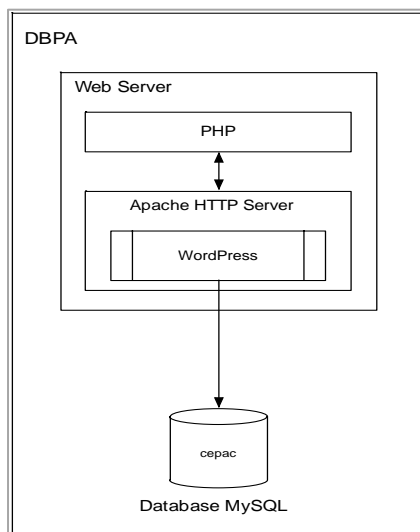 DBPA
Web Server
PHP
Apache HTTP Server
WordPress
cepac
Database MySQL